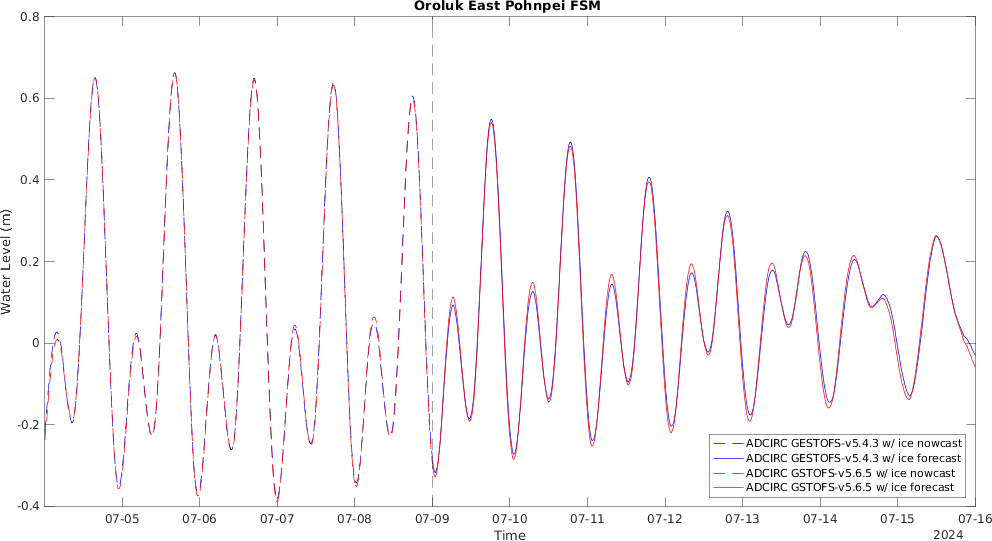 Oroluk East Pohnpei FSM
0.8
0.6
0.4
0.2
0
-0.2
-0.4
Water Level (m)
07-05 07-06 07-07 07-08 07-09 07-10 07-11 07-12 07-13 07-14 07-15 07-16
Time
2024
ADCIRC GESTOFS-v5.4.3 w/ ice nowcast
ADCIRC GESTOFS-v5.4.3 w/ ice forecast
ADCIRC GSTOFS-v5.6.5 w/ ice nowcast
ADCIRC GSTOFS-v5.6.5 w/ ice forecast